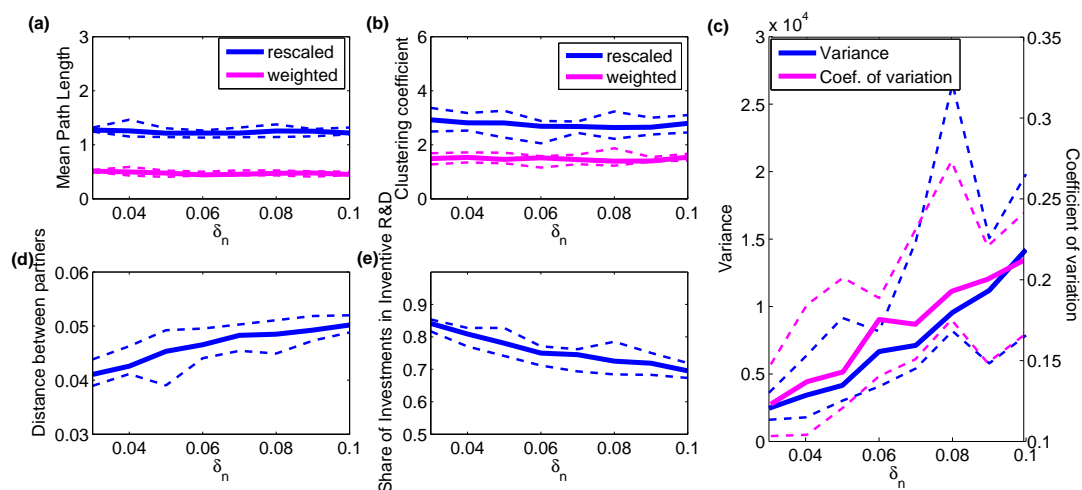 (a)
3
2
1
0
Mean Path Length
rescaled
weighted
0.04 0.06 0.08 0.1
δn
(b)
6
4
2
0
Clustering coefficient
rescaled
weighted
0.04 0.06 0.08 0.1
δn
(c)
x 10^4
3
2.5
2
1.5
1
0.5
0
Variance
Variance
Coef. of variation
0.35
0.3
0.25
0.2
0.15
0.1
Coefficient of variation
0.04 0.06 0.08 0.1
δn
(d)
0.06
0.05
0.04
0.03
Distance between partners
0.04 0.06 0.08 0.1
δn
(e)
0.9
0.8
0.7
0.6
0.5
Share of Investments in Inventive R&D
0.04 0.06 0.08 0.1
δn